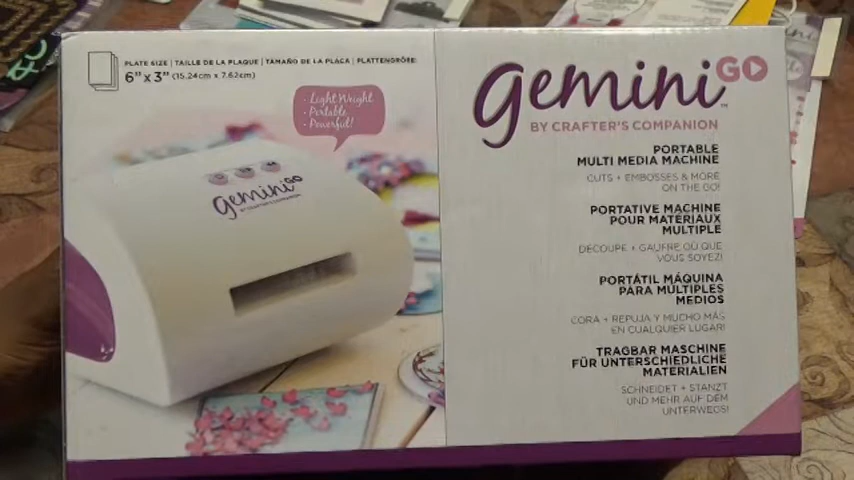 PLATE SIZE | TAILLE DE LA PLAQUE | TAMAÑO DE LA PLACA | PLATTENGRÖßE:
6" x 3" (15.24cm x 7.62cm)
• Light Weight
• Portable
• Powerful!
gemini GO
BY CRAFTER'S COMPANION
gemini GO
™
BY CRAFTER'S COMPANION
PORTABLE
MULTI MEDIA MACHINE
CUTS + EMBOSSES & MORE
ON THE GO!
PORTATIVE MACHINE
POUR MATÉRIAUX
MULTIPLE
DÉCOUPE + GAUFRE OÙ QUE
VOUS SOYEZ!
PORTÁTIL MÁQUINA
PARA MÚLTIPLES
MEDIOS
CORA + REPUJA Y MUCHO MÁS
EN CUALQUIER LUGAR!
TRAGBAR MASCHINE
FÜR UNTERSCHIEDLICHE
MATERIALIEN
SCHNEIDET + STANZT
UND MEHR AUF DEM
UNTERWEGS!